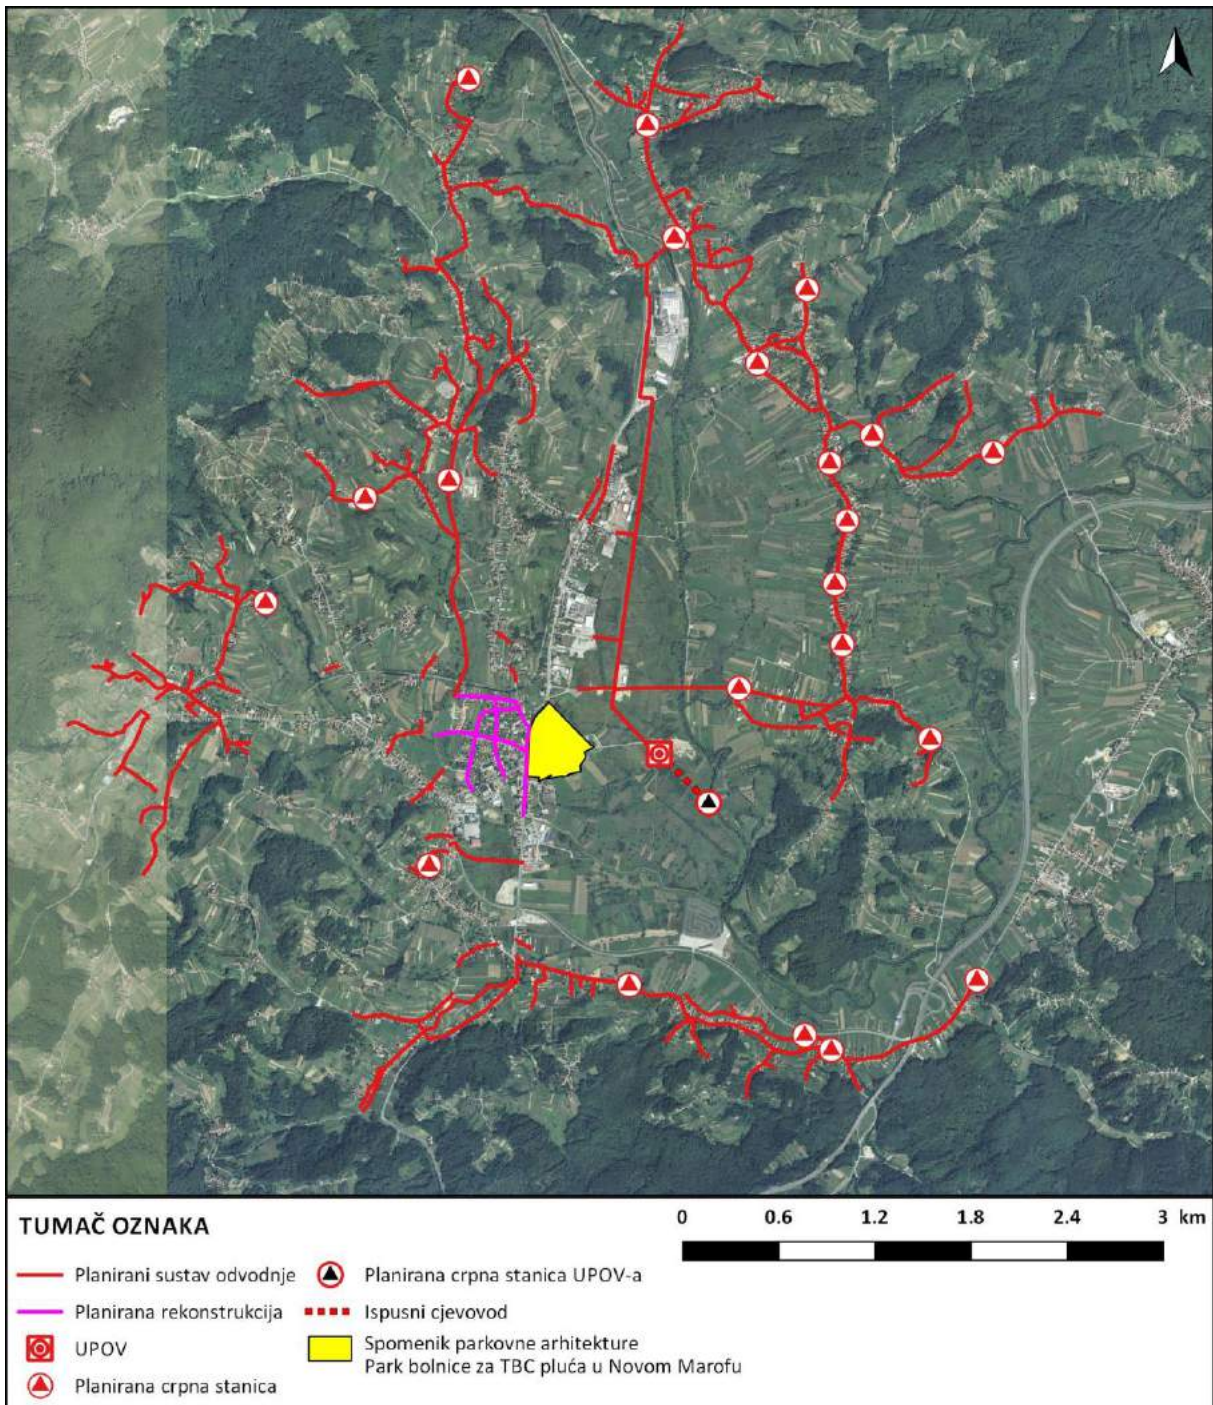 TUMAČ OZNAKA
0 0.6 1.2 1.8 2.4 3 km
Planirani sustav odvodnje
Planirana crpna stanica UPOV-a
Planirana rekonstrukcija
Ispusni cjevovod
UPOV
Spomenik parkovne arhitekture
Park bolnice za TBC pluća u Novom Marofu
Planirana crpna stanica